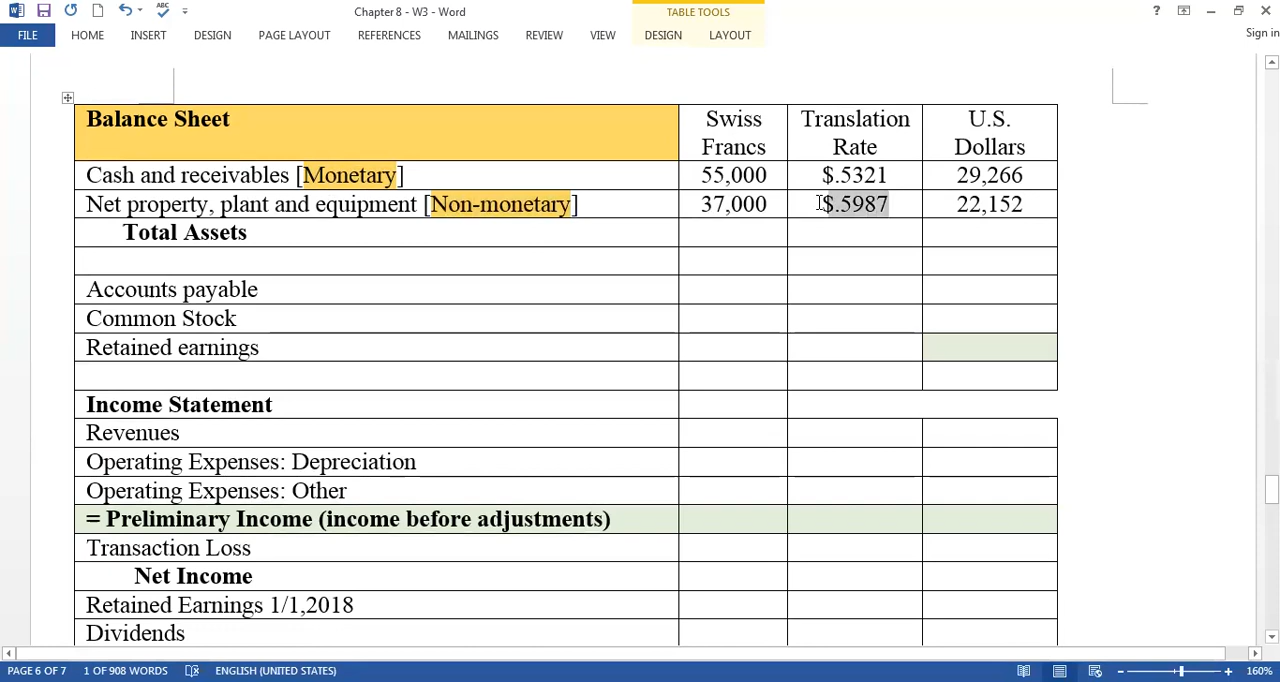 Chapter 8 - W3 - Word
TABLE TOOLS
? 
Sign in
FILE HOME INSERT DESIGN PAGE LAYOUT REFERENCES MAILINGS REVIEW VIEW DESIGN LAYOUT
Balance Sheet Swiss Francs Translation Rate U.S. Dollars
Cash and receivables [Monetary] 55,000 $.5321 29,266
Net property, plant and equipment [Non-monetary] 37,000 $.5987 22,152
Total Assets
Accounts payable
Common Stock
Retained earnings
Income Statement
Revenues
Operating Expenses: Depreciation
Operating Expenses: Other
= Preliminary Income (income before adjustments)
Transaction Loss
Net Income
Retained Earnings 1/1,2018
Dividends
PAGE 6 OF 7 1 OF 908 WORDS ENGLISH (UNITED STATES) 160%